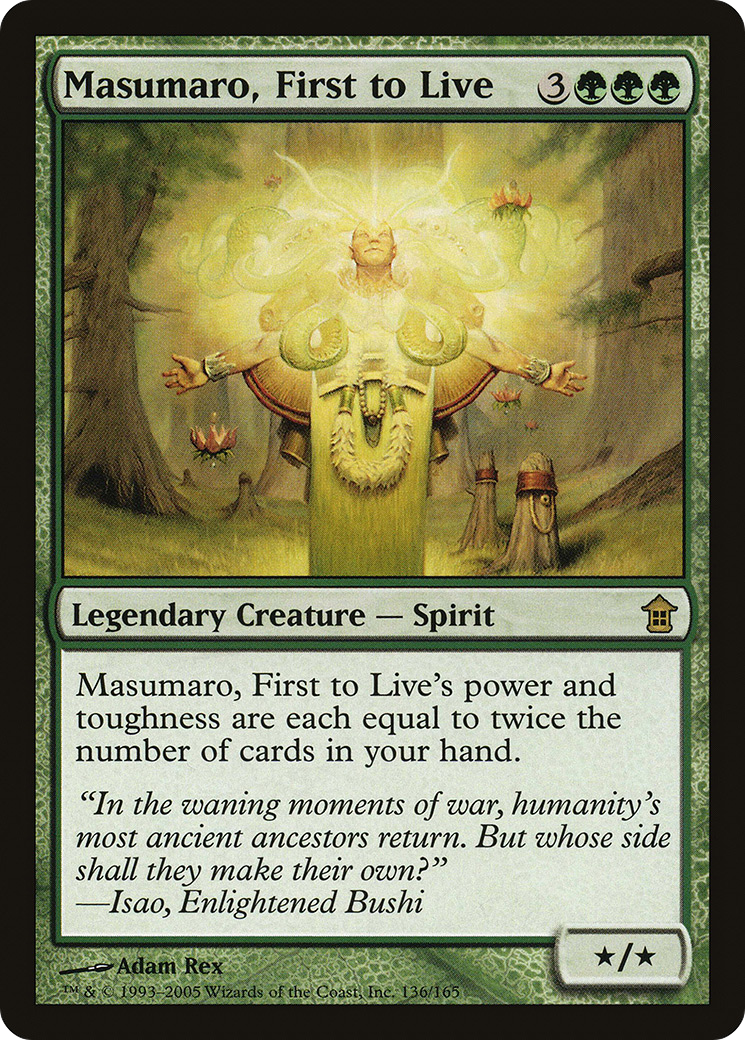 Masumaro, First to Live 3
Legendary Creature — Spirit
Masumaro, First to Live's power and
toughness are each equal to twice the
number of cards in your hand.
“In the waning moments of war, humanity's
most ancient ancestors return. But whose side
shall they make their own?”
—Isao, Enlightened Bushi
★/★
Adam Rex
™ & © 1993–2005 Wizards of the Coast, Inc. 136/165